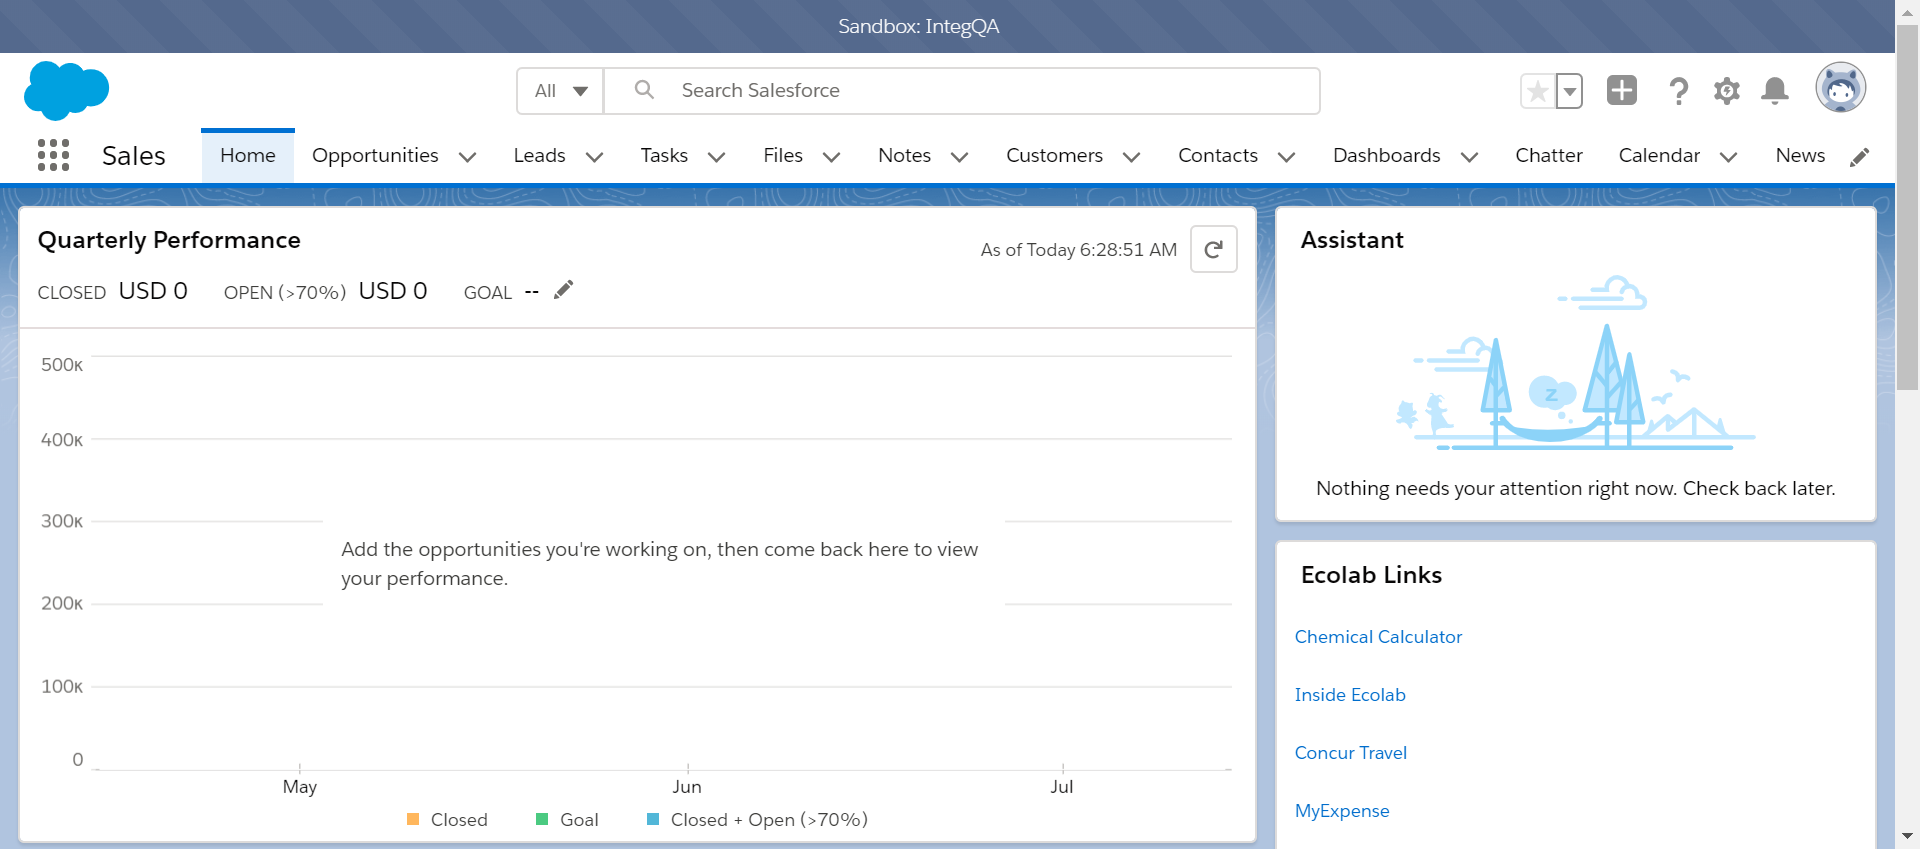 Sandbox: IntegQA
All
Search Salesforce
Sales
Home
Opportunities
Leads
Tasks
Files
Notes
Customers
Contacts
Dashboards
Chatter
Calendar
News
Quarterly Performance
As of Today 6:28:51 AM
CLOSED USD 0 OPEN (>70%) USD 0 GOAL --
500K
400K
300K
200K
100K
0
Add the opportunities you're working on, then come back here to view
your performance.
May Jun Jul
Closed Goal Closed + Open (>70%)
Assistant
z
Nothing needs your attention right now. Check back later.
Ecolab Links
Chemical Calculator
Inside Ecolab
Concur Travel
MyExpense